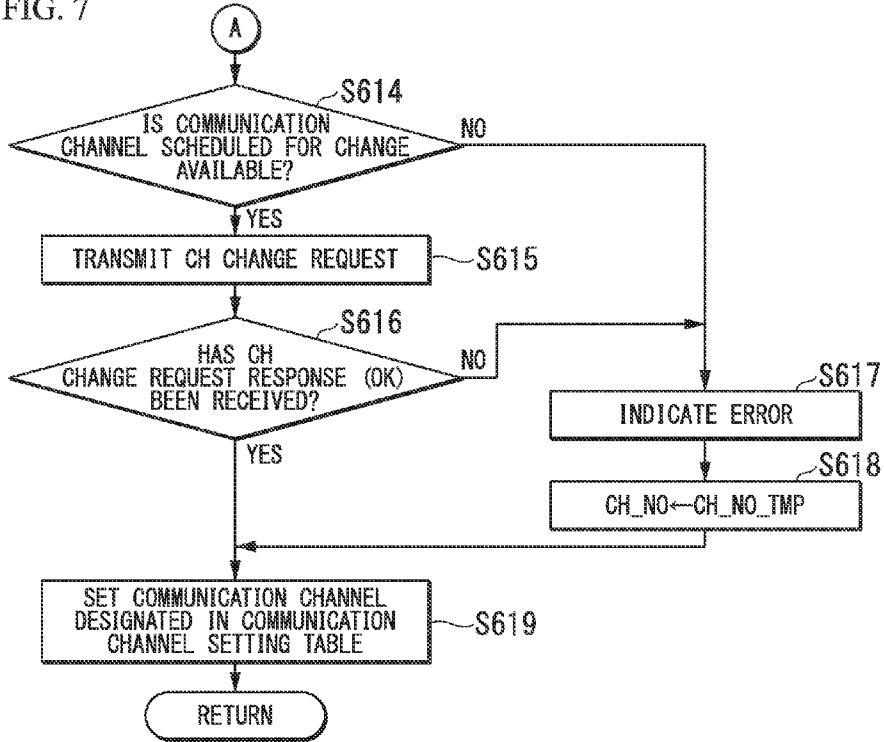 FIG. 7
A
S614
IS COMMUNICATION
CHANNEL SCHEDULED FOR CHANGE
AVAILABLE?
NO
YES
TRANSMIT CH CHANGE REQUEST
S615
S616
HAS CH
CHANGE REQUEST RESPONSE (OK)
BEEN RECEIVED?
NO
YES
S617
INDICATE ERROR
S618
CH_NO←CH_NO_TMP
SET COMMUNICATION CHANNEL
DESIGNATED IN COMMUNICATION
CHANNEL SETTING TABLE
S619
RETURN